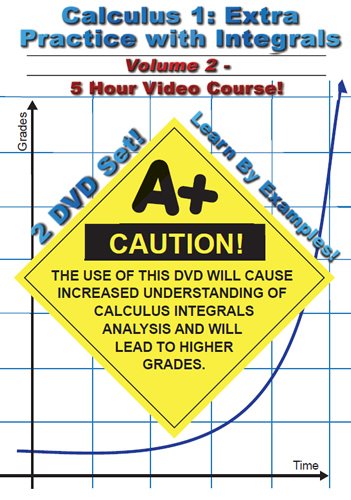 Calculus 1: Extra
Practice with Integrals
Volume 2 -
5 Hour Video Course!
Grades
2 DVD Set!
Learn By Examples!
A+
CAUTION!
THE USE OF THIS DVD WILL CAUSE
INCREASED UNDERSTANDING OF
CALCULUS INTEGRALS
ANALYSIS AND WILL
LEAD TO HIGHER
GRADES.
Time